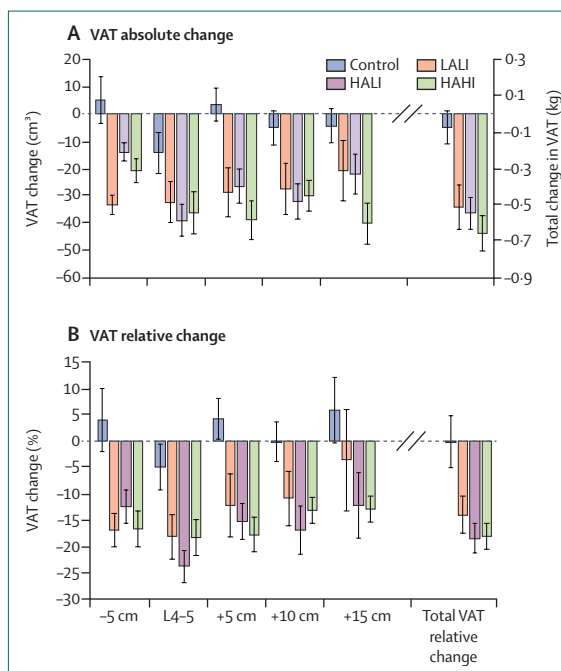 A VAT absolute change
Control LALI
HALI HAHI
VAT change (cm³)
20
10
0
–10
–20
–30
–40
–50
–60
0·3
0·1
–0·1
–0·3
–0·5
–0·7
–0·9
Total change in VAT (kg)
B VAT relative change
VAT change (%)
15
10
5
0
–5
–10
–15
–20
–25
–30
–5 cm L4–5 +5 cm +10 cm +15 cm Total VAT
relative
change